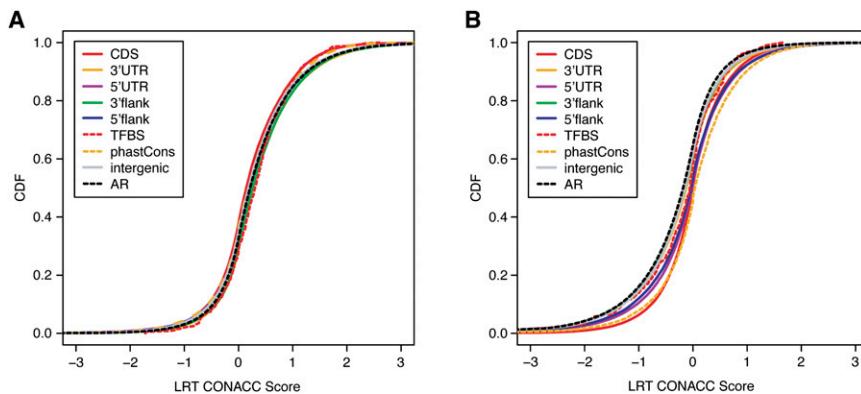 A
1.0
0.8
0.6
0.4
0.2
0.0
CDF
CDS
3'UTR
5'UTR
3'flank
5'flank
TFBS
phastCons
intergenic
AR
−3 −2 −1 0 1 2 3
LRT CONACC Score
B
1.0
0.8
0.6
0.4
0.2
0.0
CDF
CDS
3'UTR
5'UTR
3'flank
5'flank
TFBS
phastCons
intergenic
AR
−3 −2 −1 0 1 2 3
LRT CONACC Score